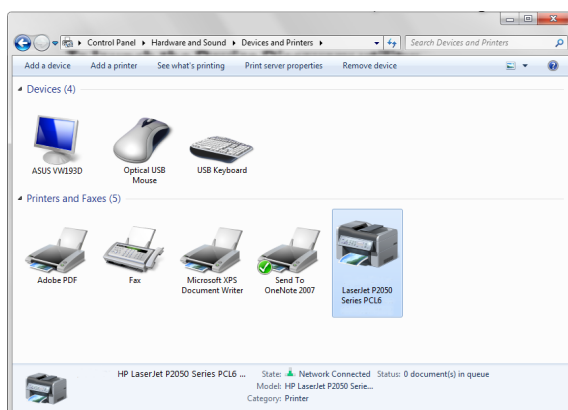 Control Panel ▸ Hardware and Sound ▸ Devices and Printers ▸
Search Devices and Printers
Add a device Add a printer See what's printing Print server properties Remove device
Devices (4)
ASUS VW193D
Optical USB
Mouse
USB Keyboard
Printers and Faxes (5)
Adobe PDF
Fax
Microsoft XPS
Document Writer
Send To
OneNote 2007
LaserJet P2050
Series PCL6
HP LaserJet P2050 Series PCL6 ... State: Network Connected Status: 0 document(s) in queue
Model: HP LaserJet P2050 Serie...
Category: Printer